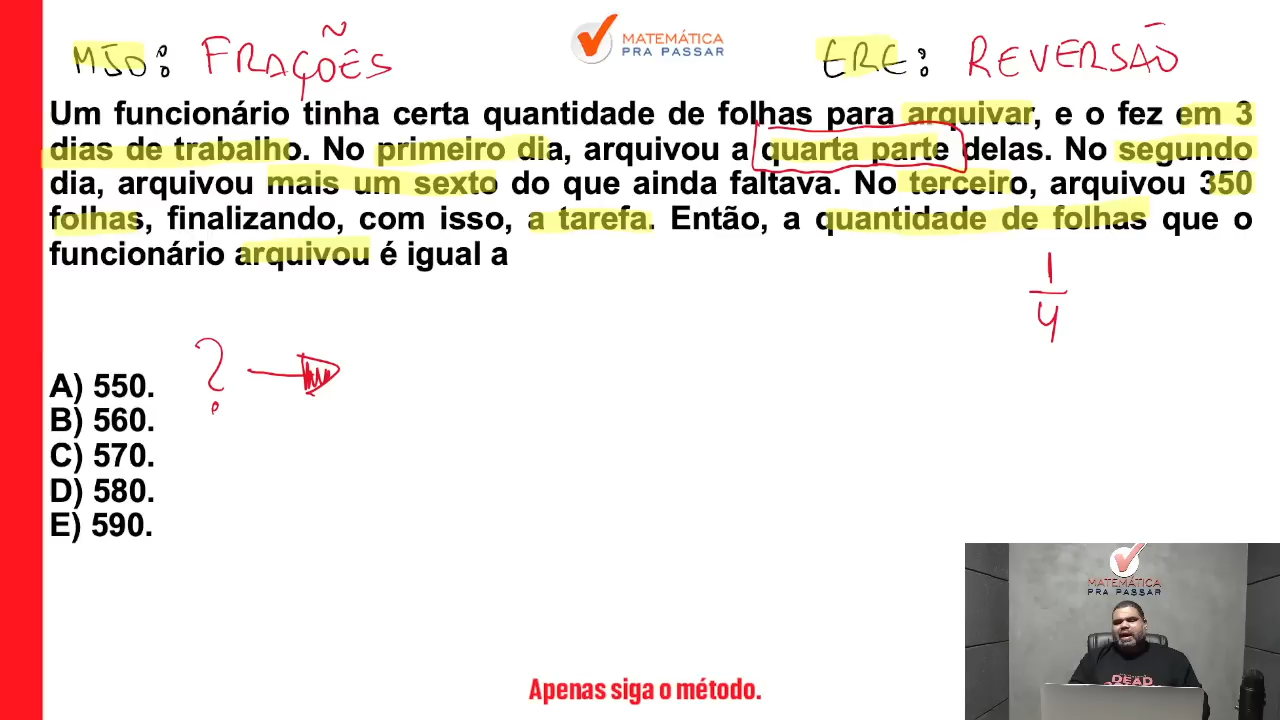 MJD: FRAÇÕES
MATEMÁTICA
PRA PASSAR
ERE: REVERSÃO
Um funcionário tinha certa quantidade de folhas para arquivar, e o fez em 3
dias de trabalho. No primeiro dia, arquivou a quarta parte delas. No segundo
dia, arquivou mais um sexto do que ainda faltava. No terceiro, arquivou 350
folhas, finalizando, com isso, a tarefa. Então, a quantidade de folhas que o
funcionário arquivou é igual a
1
4
?
A) 550.
B) 560.
C) 570.
D) 580.
E) 590.
MATEMÁTICA
PRA PASSAR
DEAD
Apenas siga o método.